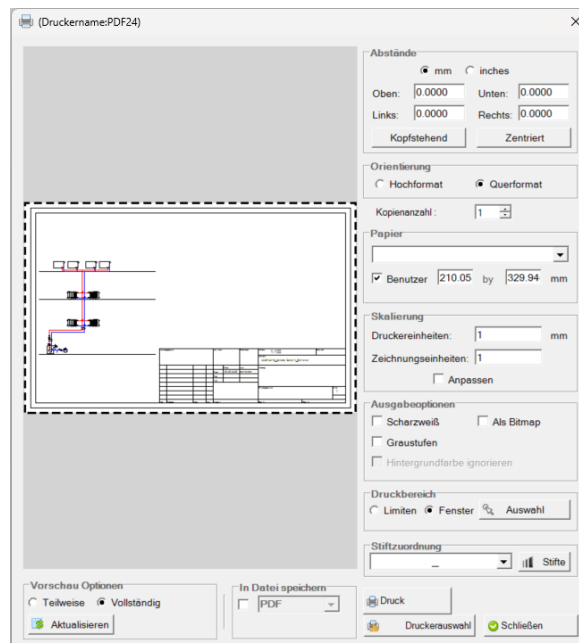 (Druckername:PDF24)
Abstände
mm inches
Oben: 0.0000 Unten: 0.0000
Links: 0.0000 Rechts: 0.0000
Kopfstehend Zentriert
Orientierung
Hochformat Querformat
Kopienanzahl : 1
Papier
Benutzer 210.05 by 329.94 mm
Skalierung
Druckereinheiten: 1 mm
Zeichnungseinheiten: 1
Anpassen
Ausgabeoptionen
Scharzweiß Als Bitmap
Graustufen
Hintergrundfarbe ignorieren
Druckbereich
Limiten Fenster Auswahl
Stiftzuordnung
_ Stifte
Vorschau Optionen
Teilweise Vollständig
Aktualisieren
In Datei speichern
PDF
Druck
Druckerauswahl Schließen